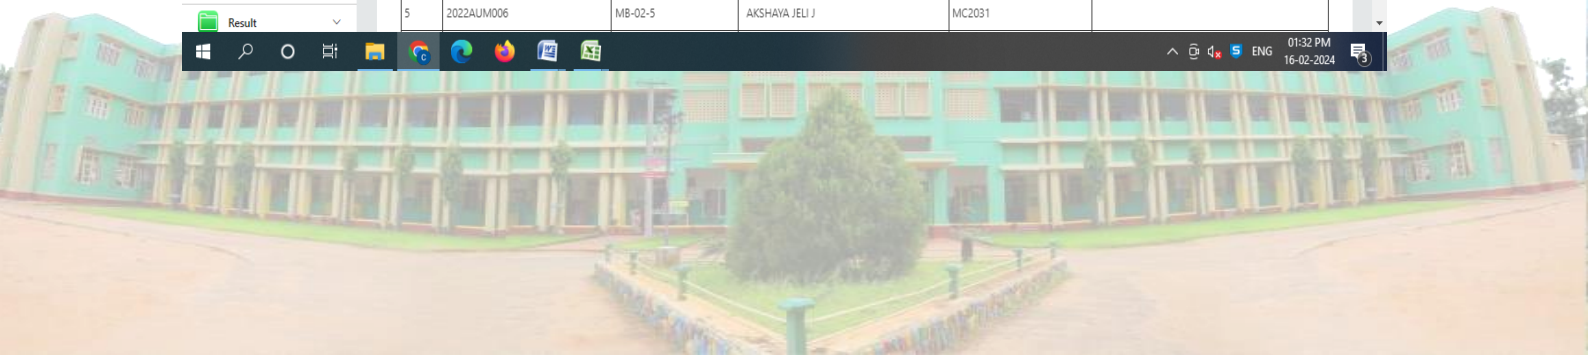 5 2022AUM006 MB-02-5 AKSHAYA JELI J MC2031
Result
ENG 01:32 PM
16-02-2024
3